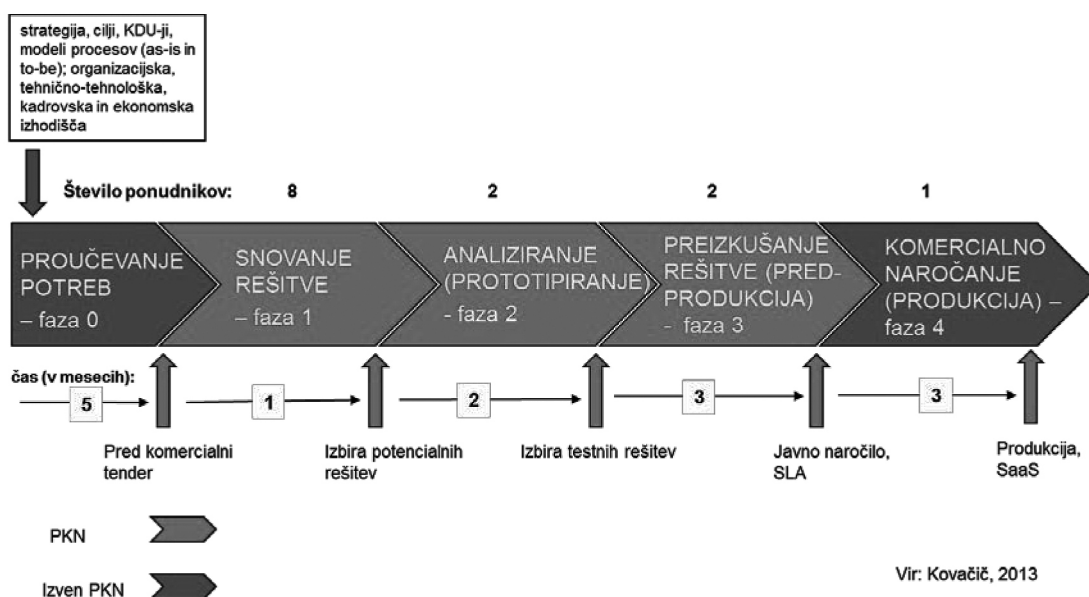 strategija, cilji, KDU-ji,
modeli procesov (as-is in
to-be); organizacijska,
tehnično-tehnološka,
kadrovska in ekonomska
izhodišča
Število ponudnikov:
8
2
2
1
PROUČEVANJE
POTREB
– faza 0
SNOVANJE
REŠITVE
– faza 1
ANALIZIRANJE
(PROTOTIPIRANJE)
- faza 2
PREIZKUŠANJE
REŠITVE (PRED-
PRODUKCIJA)
- faza 3
KOMERCIALNO
NAROČANJE
(PRODUKCIJA) –
faza 4
čas (v mesecih):
5
1
2
3
3
Pred komercialni
tender
Izbira potencialnih
rešitev
Izbira testnih rešitev
Javno naročilo,
SLA
Produkcija,
SaaS
PKN
Izven PKN
Vir: Kovačič, 2013